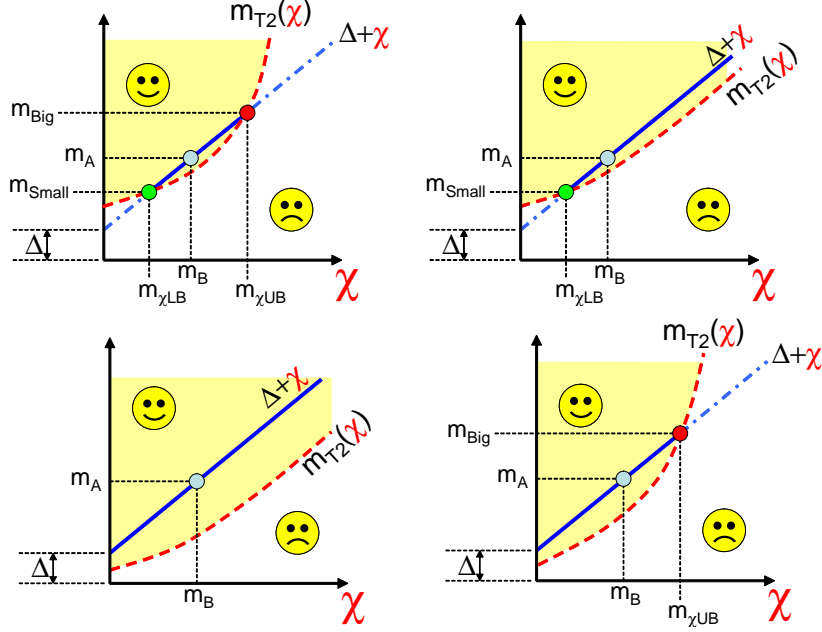 m_T2(χ)
Δ+χ
m_Big
m_A
m_Small
Δ
m_χLB
m_B
m_χUB
χ
Δ+χ
m_T2(χ)
m_A
m_Small
Δ
m_χLB
m_B
χ
Δ+χ
m_T2(χ)
m_A
Δ
m_B
χ
m_T2(χ)
Δ+χ
m_Big
m_A
Δ
m_B
m_χUB
χ